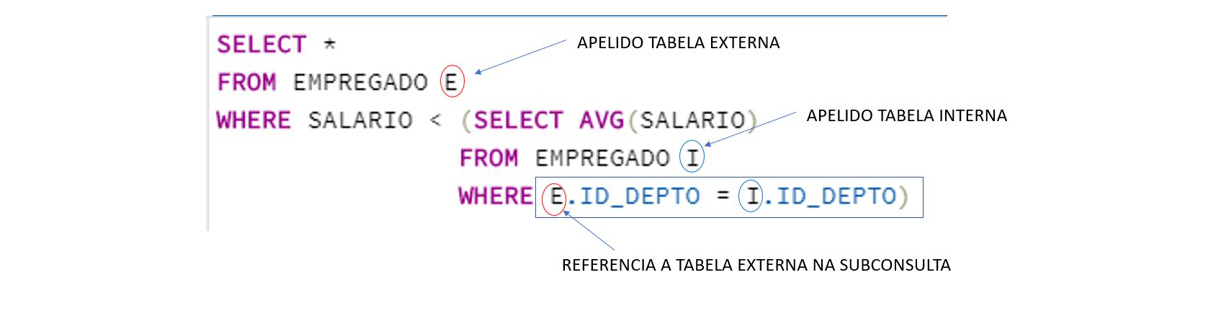 SELECT * APELIDO TABELA EXTERNA
FROM EMPREGADO E
WHERE SALARIO < (SELECT AVG(SALARIO) APELIDO TABELA INTERNA
FROM EMPREGADO I
WHERE E.ID_DEPTO = I.ID_DEPTO)
REFERENCIA A TABELA EXTERNA NA SUBCONSULTA